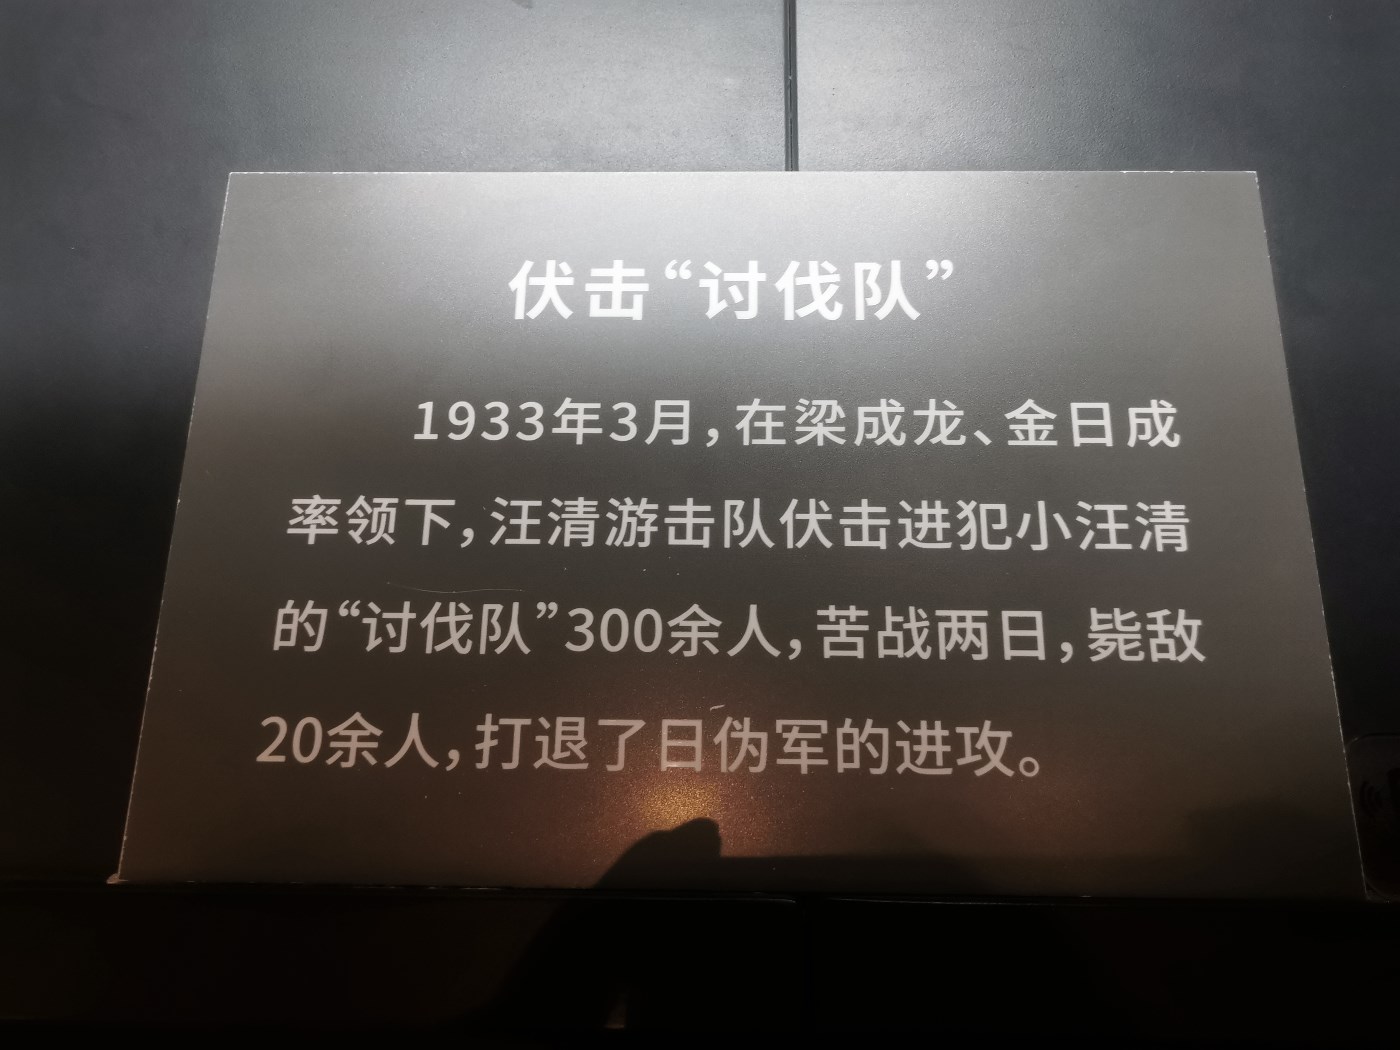 伏击“讨伐队”
1933年3月，在梁成龙、金日成
率领下，汪清游击队伏击进犯小汪清
的“讨伐队”300余人，苦战两日，毙敌
20余人，打退了日伪军的进攻。